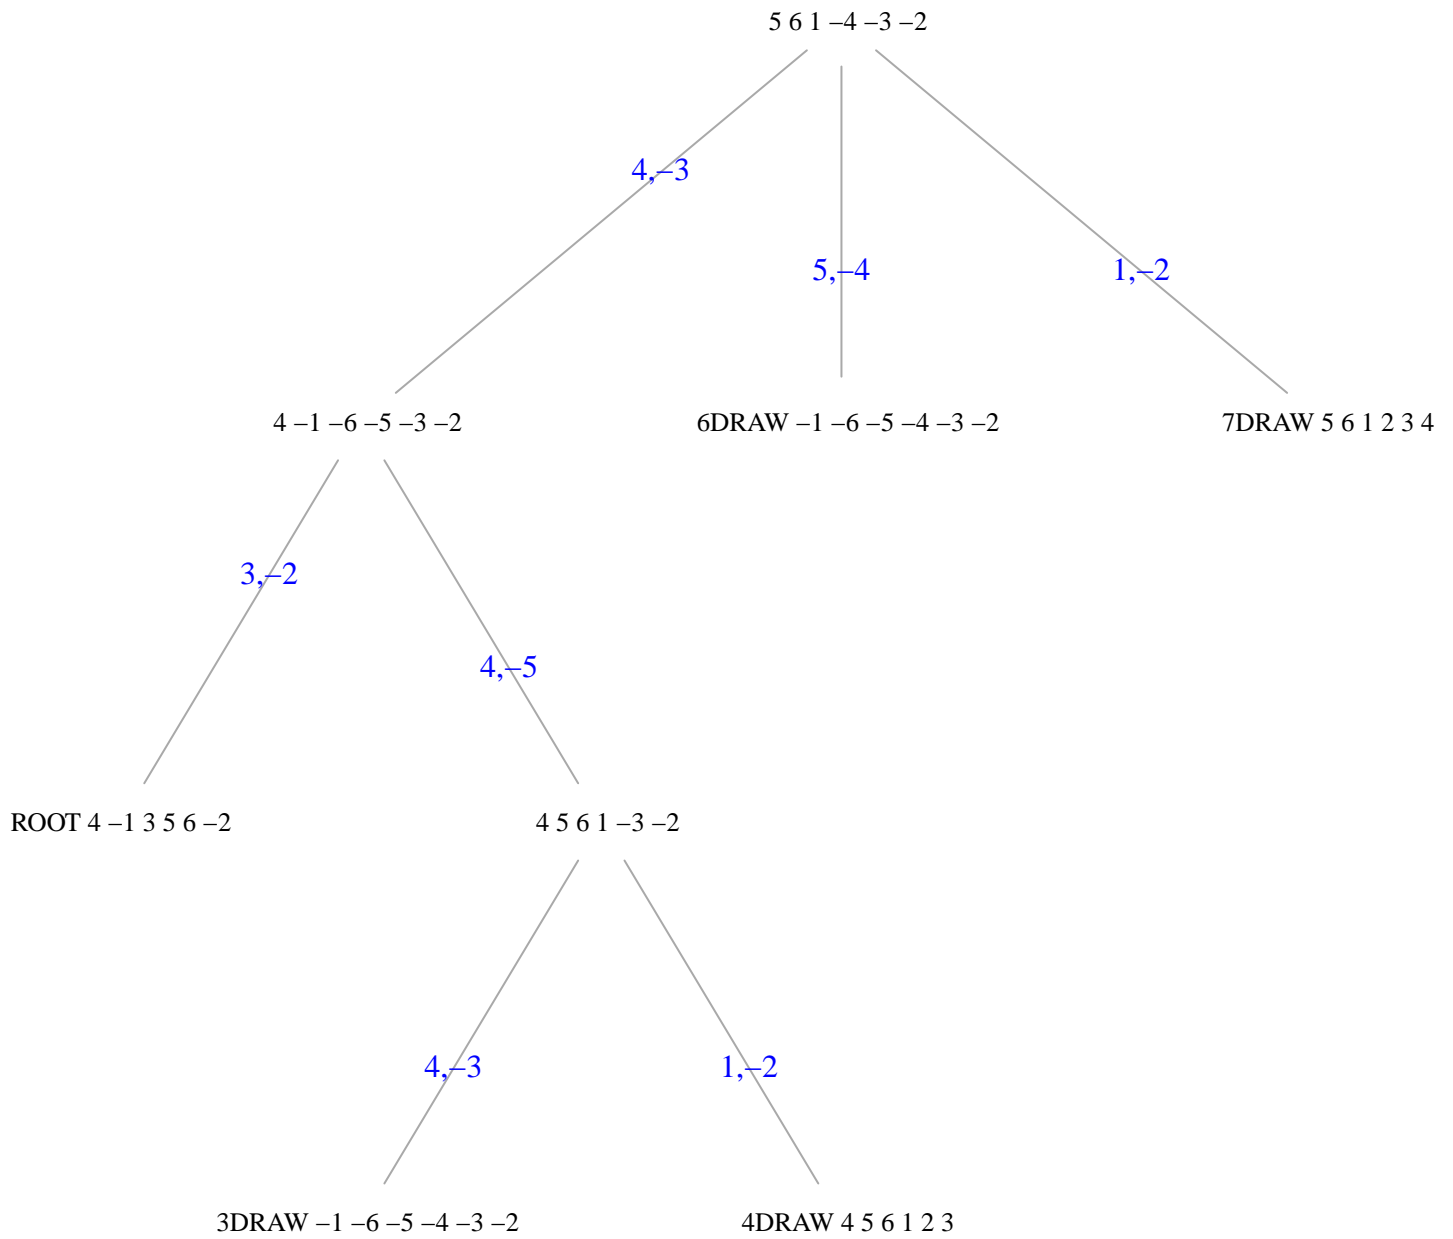 5 6 1 –4 –3 –2
4,–3
5,–4
1,–2
4 –1 –6 –5 –3 –2
6DRAW –1 –6 –5 –4 –3 –2
7DRAW 5 6 1 2 3 4
3,–2
4,–5
ROOT 4 –1 3 5 6 –2
4 5 6 1 –3 –2
4,–3
1,–2
3DRAW –1 –6 –5 –4 –3 –2
4DRAW 4 5 6 1 2 3